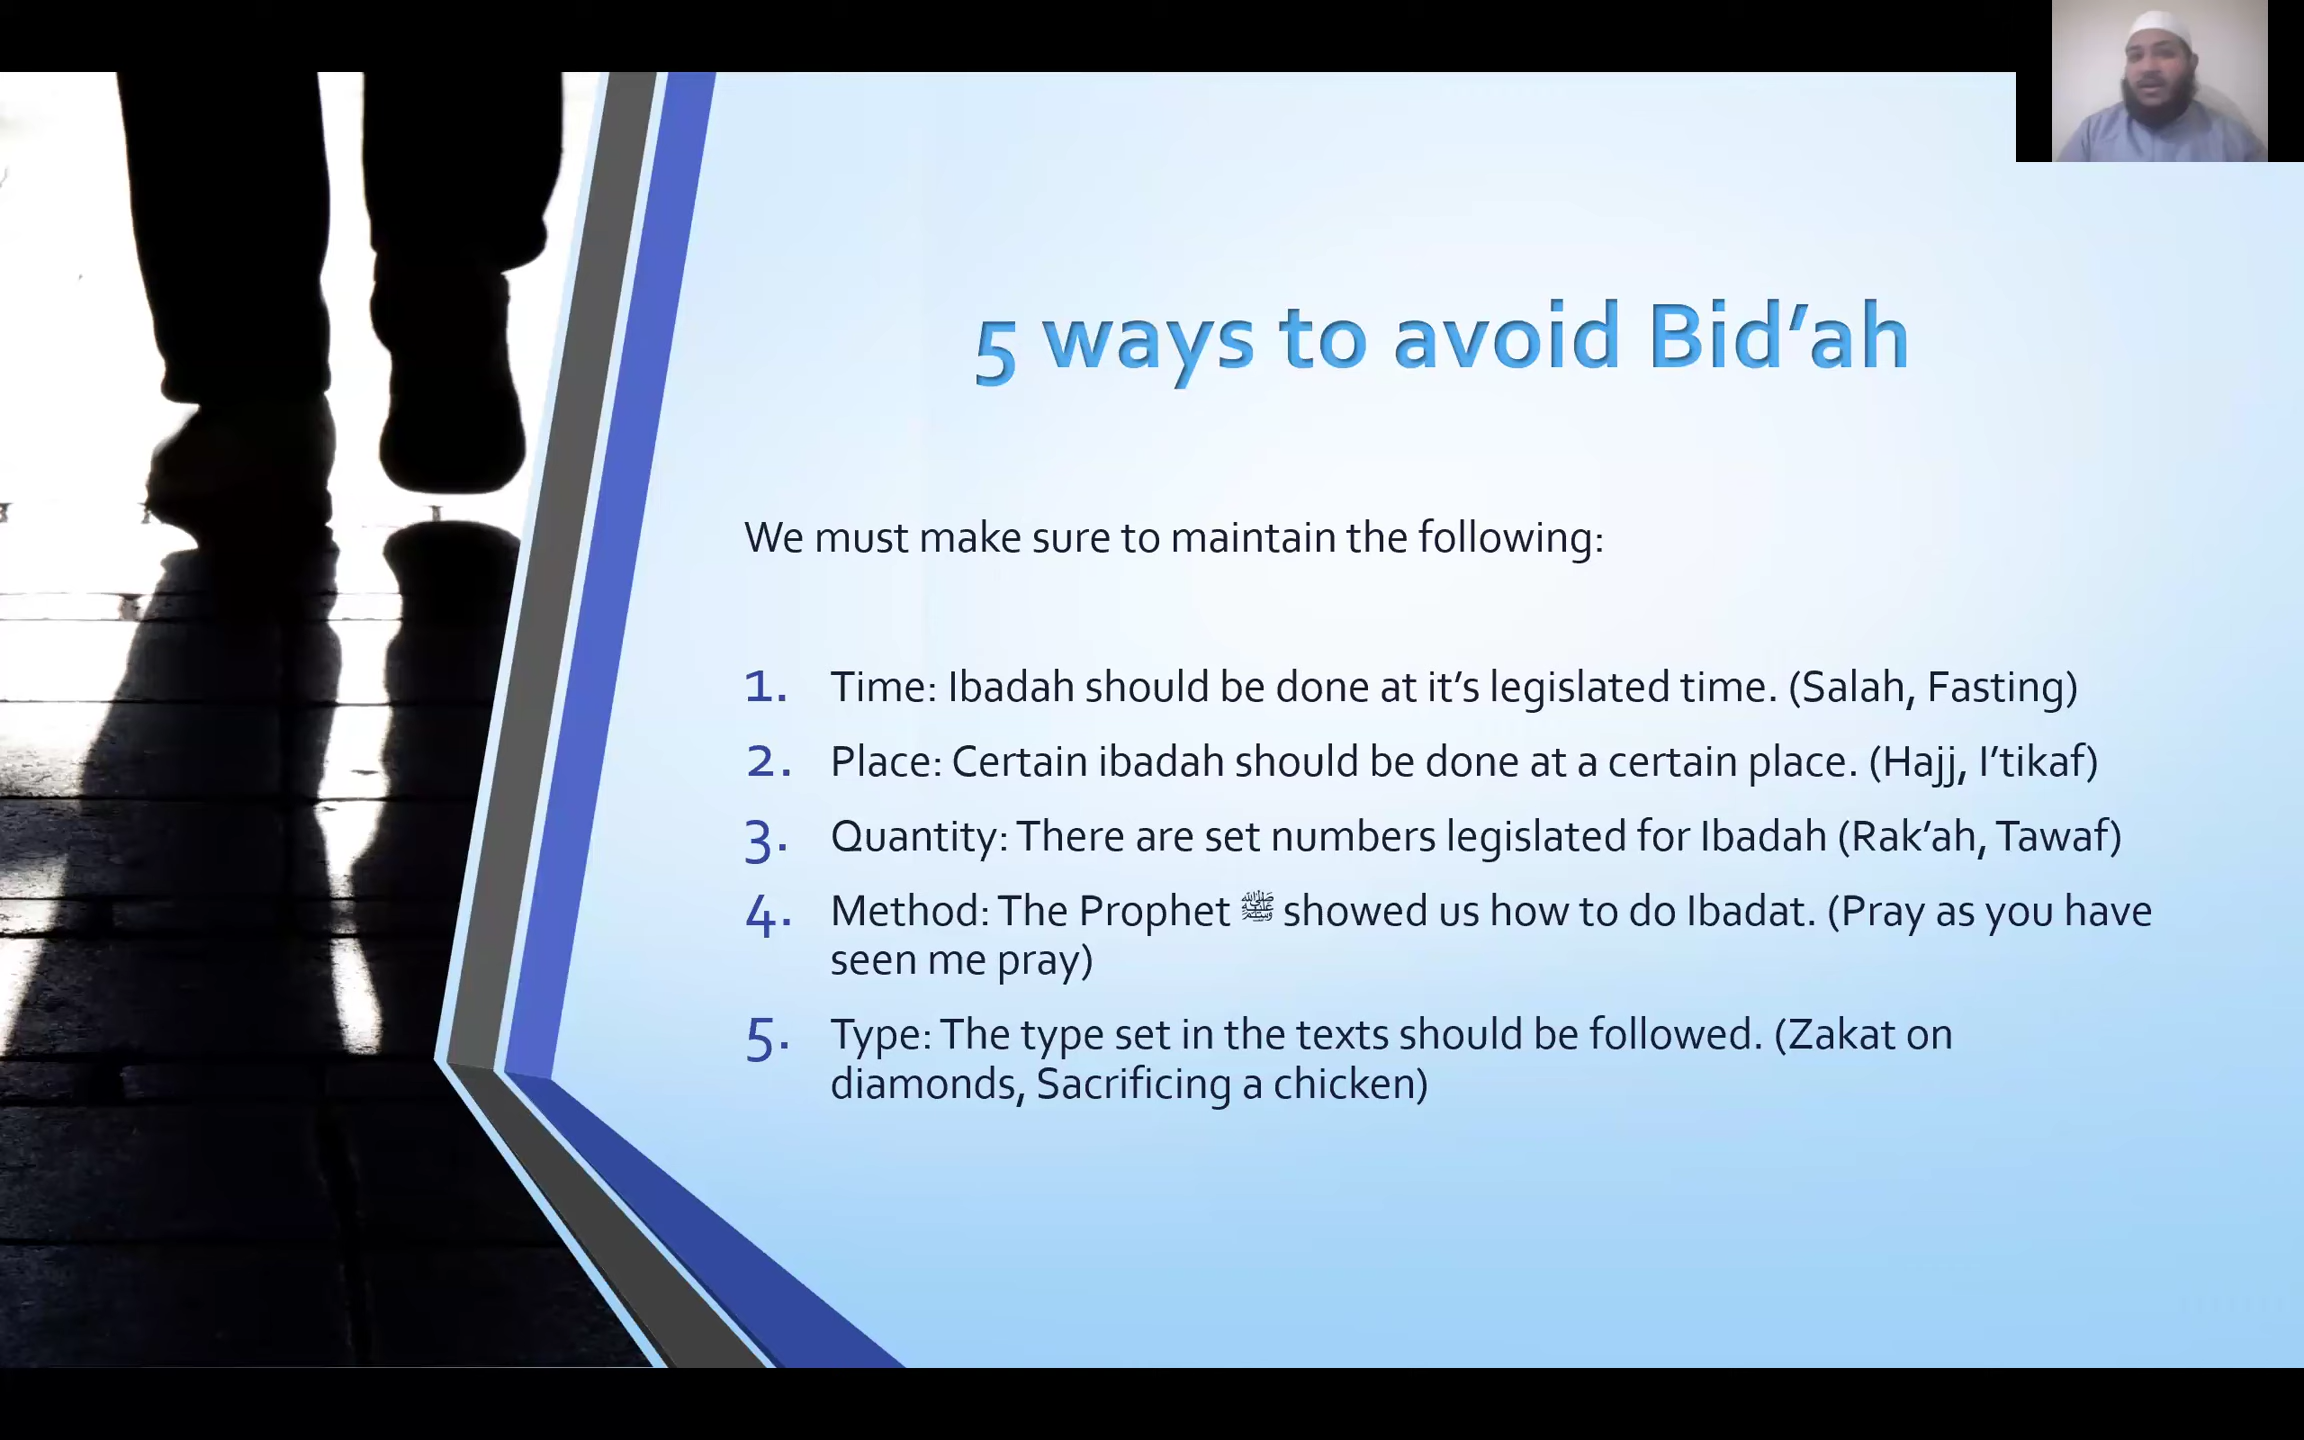 5 ways to avoid Bid’ah
We must make sure to maintain the following:
1. Time: Ibadah should be done at it’s legislated time. (Salah, Fasting)
2. Place: Certain ibadah should be done at a certain place. (Hajj, I’tikaf)
3. Quantity: There are set numbers legislated for Ibadah (Rak’ah, Tawaf)
4. Method: The Prophet ﷺ showed us how to do Ibadat. (Pray as you have
seen me pray)
5. Type: The type set in the texts should be followed. (Zakat on
diamonds, Sacrificing a chicken)